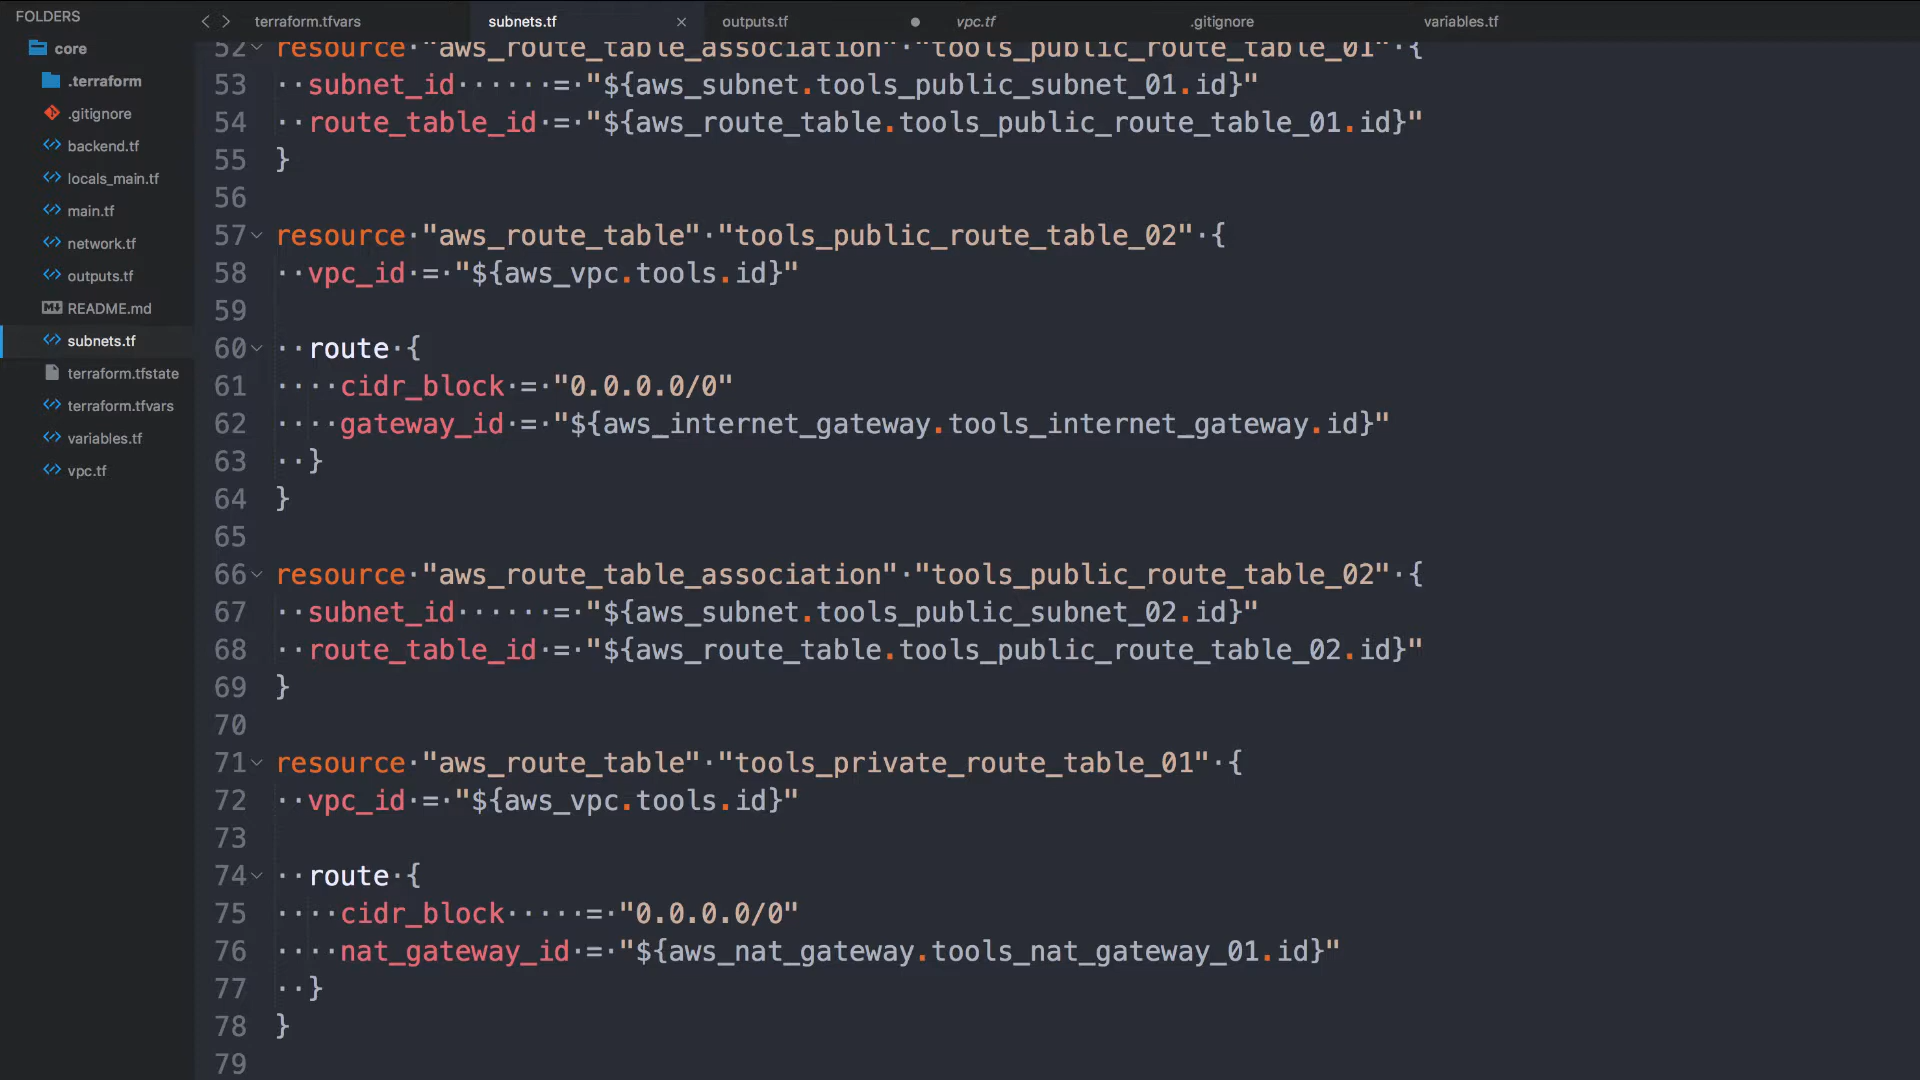 FOLDERS
core
.terraform
.gitignore
backend.tf
locals_main.tf
main.tf
network.tf
outputs.tf
README.md
subnets.tf
terraform.tfstate
terraform.tfvars
variables.tf
vpc.tf
terraform.tfvars
subnets.tf
outputs.tf
vpc.tf
.gitignore
variables.tf
52 resource "aws_route_table_association" "tools_public_route_table_01" {
53   subnet_id      = "${aws_subnet.tools_public_subnet_01.id}"
54   route_table_id = "${aws_route_table.tools_public_route_table_01.id}"
55 }
56
57 resource "aws_route_table" "tools_public_route_table_02" {
58   vpc_id = "${aws_vpc.tools.id}"
59
60   route {
61     cidr_block = "0.0.0.0/0"
62     gateway_id = "${aws_internet_gateway.tools_internet_gateway.id}"
63   }
64 }
65
66 resource "aws_route_table_association" "tools_public_route_table_02" {
67   subnet_id      = "${aws_subnet.tools_public_subnet_02.id}"
68   route_table_id = "${aws_route_table.tools_public_route_table_02.id}"
69 }
70
71 resource "aws_route_table" "tools_private_route_table_01" {
72   vpc_id = "${aws_vpc.tools.id}"
73
74   route {
75     cidr_block     = "0.0.0.0/0"
76     nat_gateway_id = "${aws_nat_gateway.tools_nat_gateway_01.id}"
77   }
78 }
79